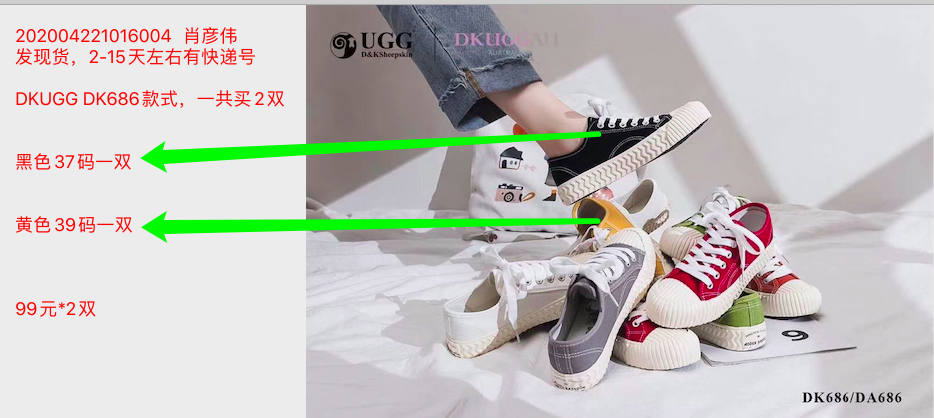 202004221016004 肖彦伟
发现货，2-15天左右有快递号
DKUGG DK686款式，一共买2双
黑色37码一双
黄色39码一双
99元*2双
UGG
D&KSheepskin
DKUGG AU
DK686/DA686